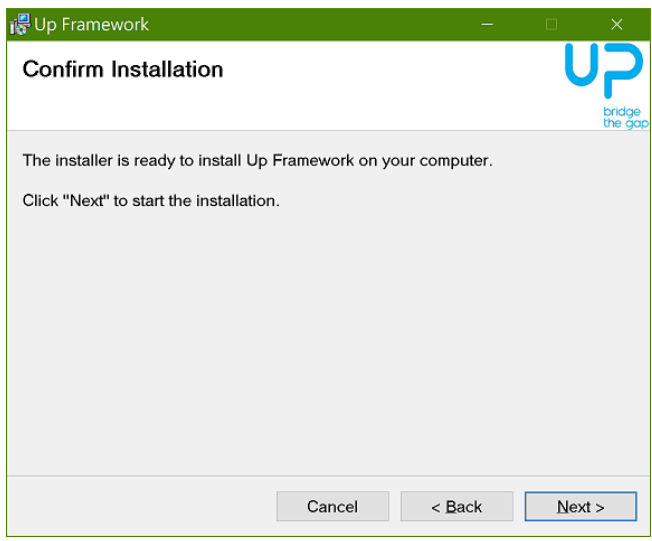 Up Framework
Confirm Installation
UP
bridge
the gap
The installer is ready to install Up Framework on your computer.
Click "Next" to start the installation.
Cancel
< Back
Next >